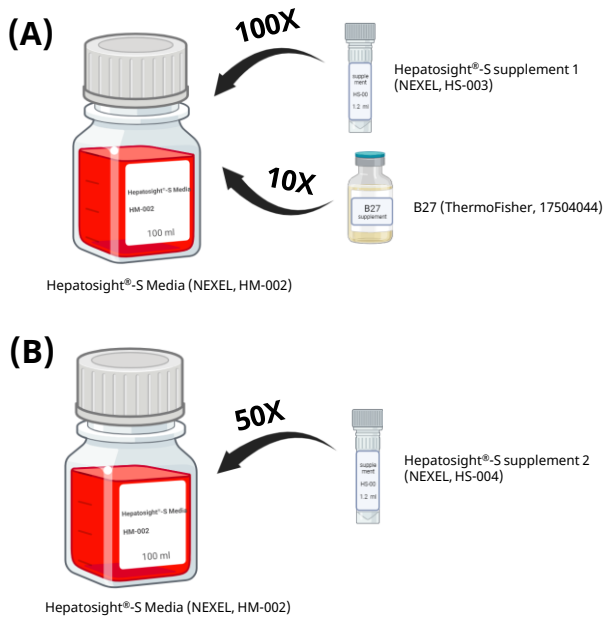 (A)
100X
supple
ment
HS-00
1.2 ml
Hepatosight®-S supplement 1
(NEXEL, HS-003)
10X
B27
supplement
B27 (ThermoFisher, 17504044)
Hepatosight®-S Media
HM-002
100 ml
Hepatosight®-S Media (NEXEL, HM-002)
(B)
50X
supple
ment
HS-00
1.2 ml
Hepatosight®-S supplement 2
(NEXEL, HS-004)
Hepatosight®-S Media
HM-002
100 ml
Hepatosight®-S Media (NEXEL, HM-002)